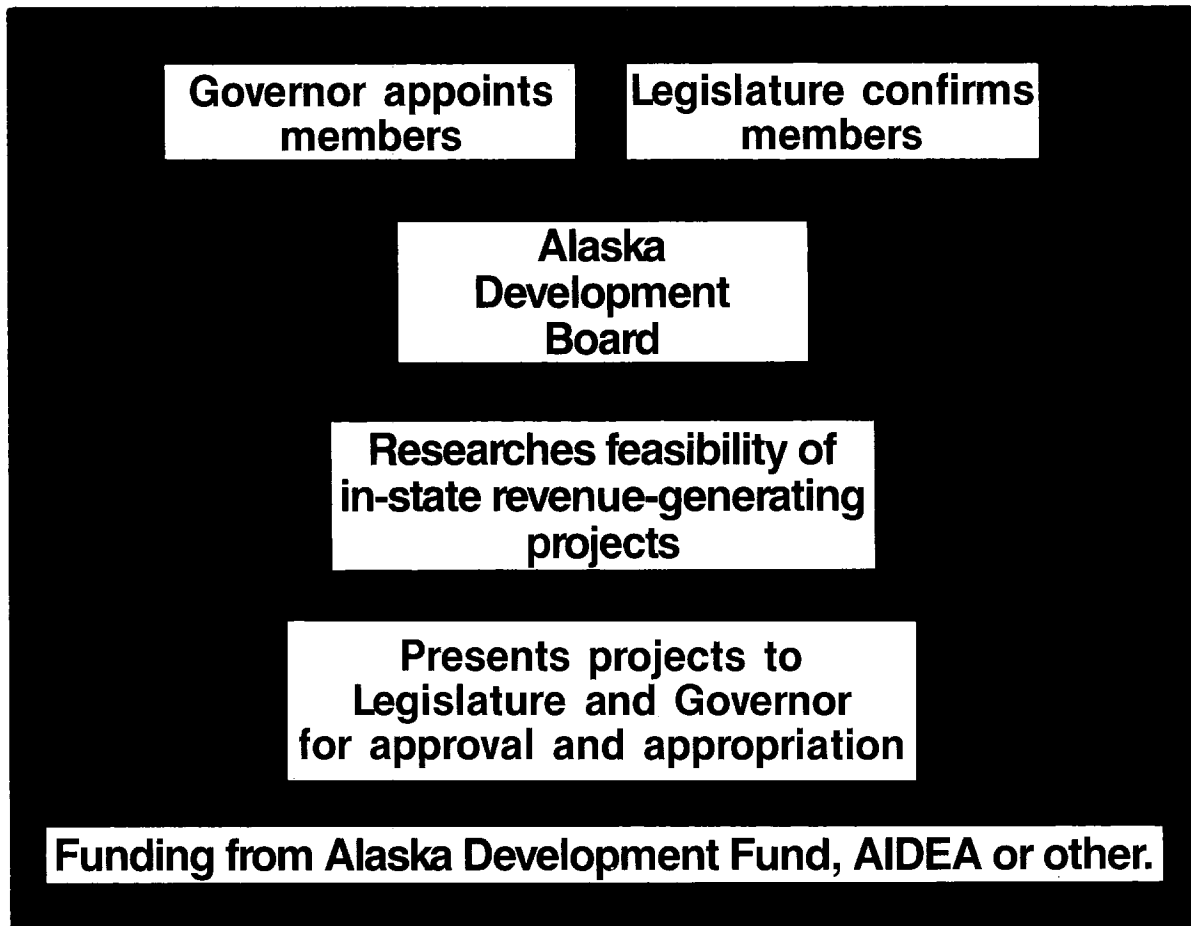 Governor appoints
members
Legislature confirms
members
Alaska
Development
Board
Researches feasibility of
in-state revenue-generating
projects
Presents projects to
Legislature and Governor
for approval and appropriation
Funding from Alaska Development Fund, AIDEA or other.